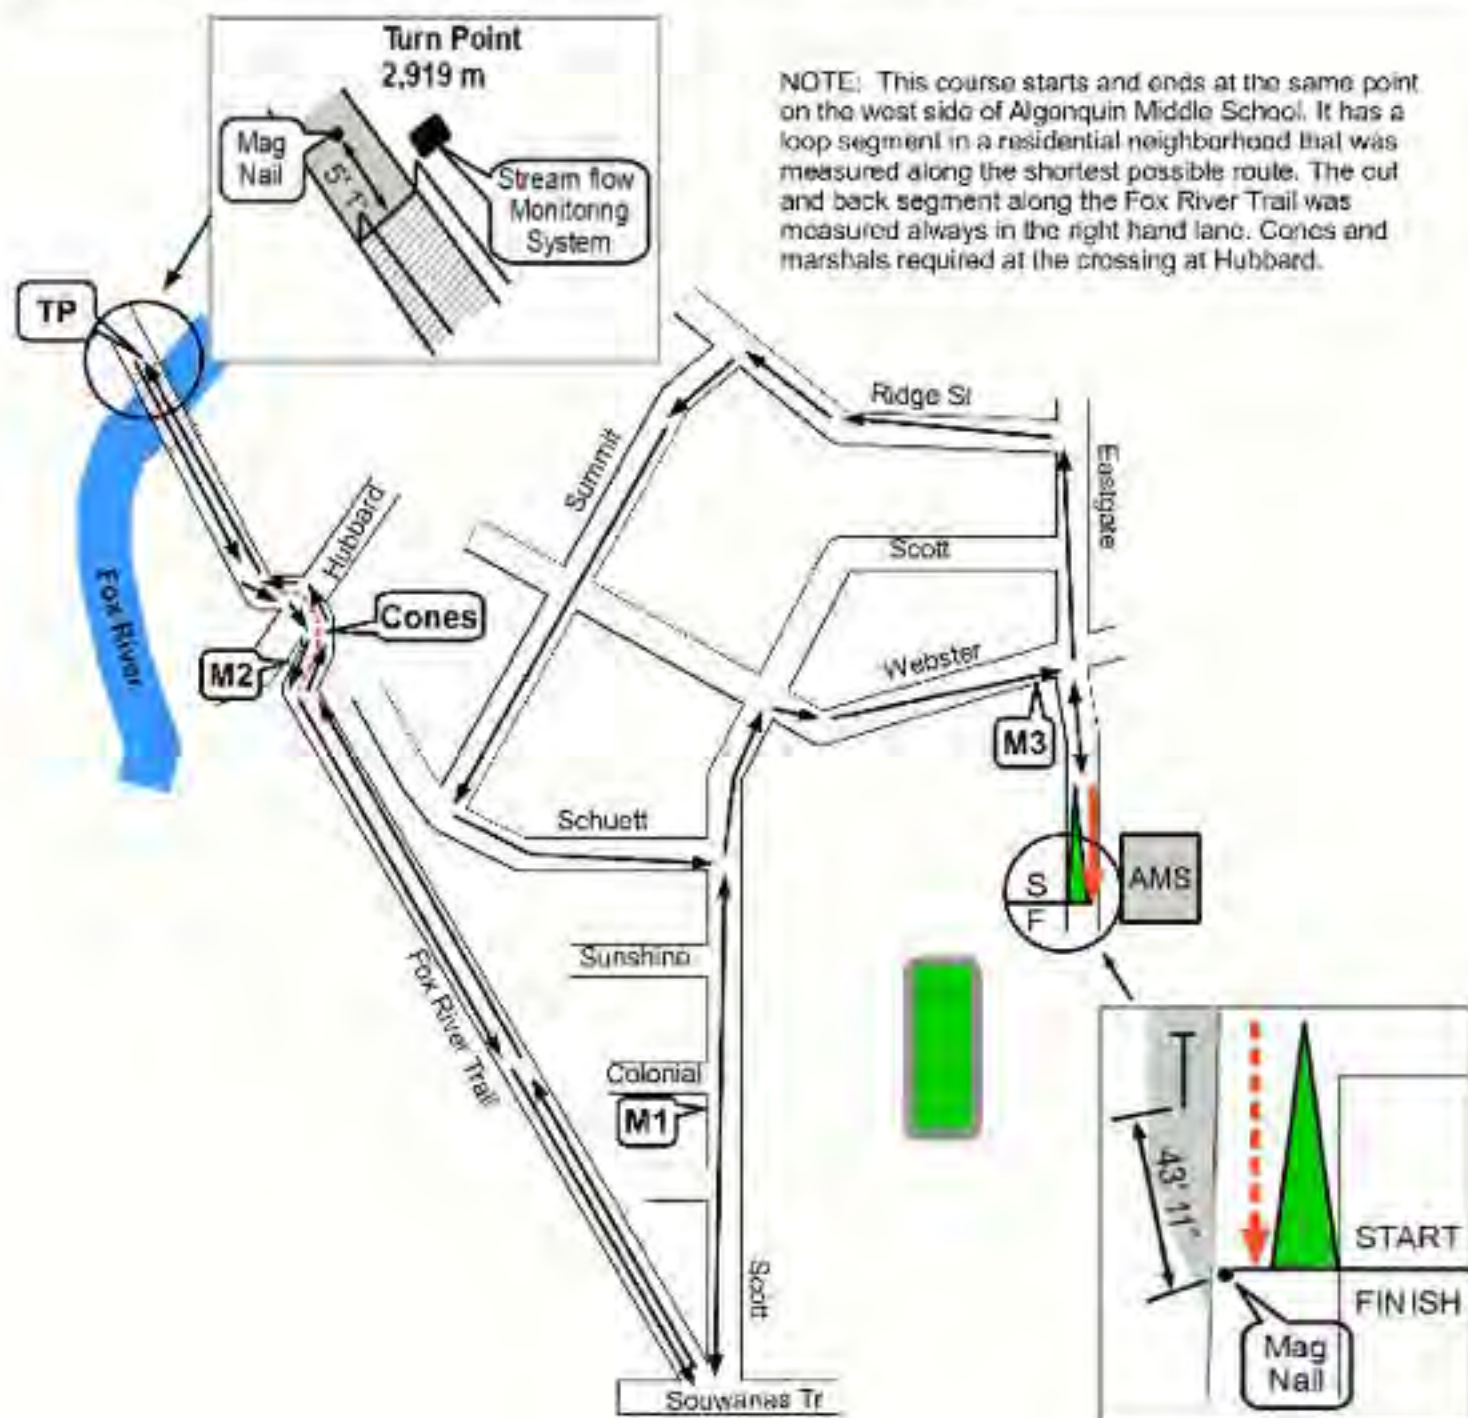 Turn Point
2,919 m
Mag
Nail
5' 1"
Stream flow
Monitoring
System
NOTE: This course starts and ends at the same point
on the west side of Algonquin Middle School. It has a
loop segment in a residential neighborhood that was
measured along the shortest possible route. The out
and back segment along the Fox River Trail was
measured always in the right hand lane. Cones and
marshals required at the crossing at Hubbard.
TP
Ridge St
Eastgate
Summit
Hubbard
Scott
Fox River
Cones
M2
Webster
M3
Schuett
S
F
AMS
Sunshine
Fox River Trail
Colonial
M1
Scott
Souwanas Tr
43' 11"
START
FINISH
Mag
Nail